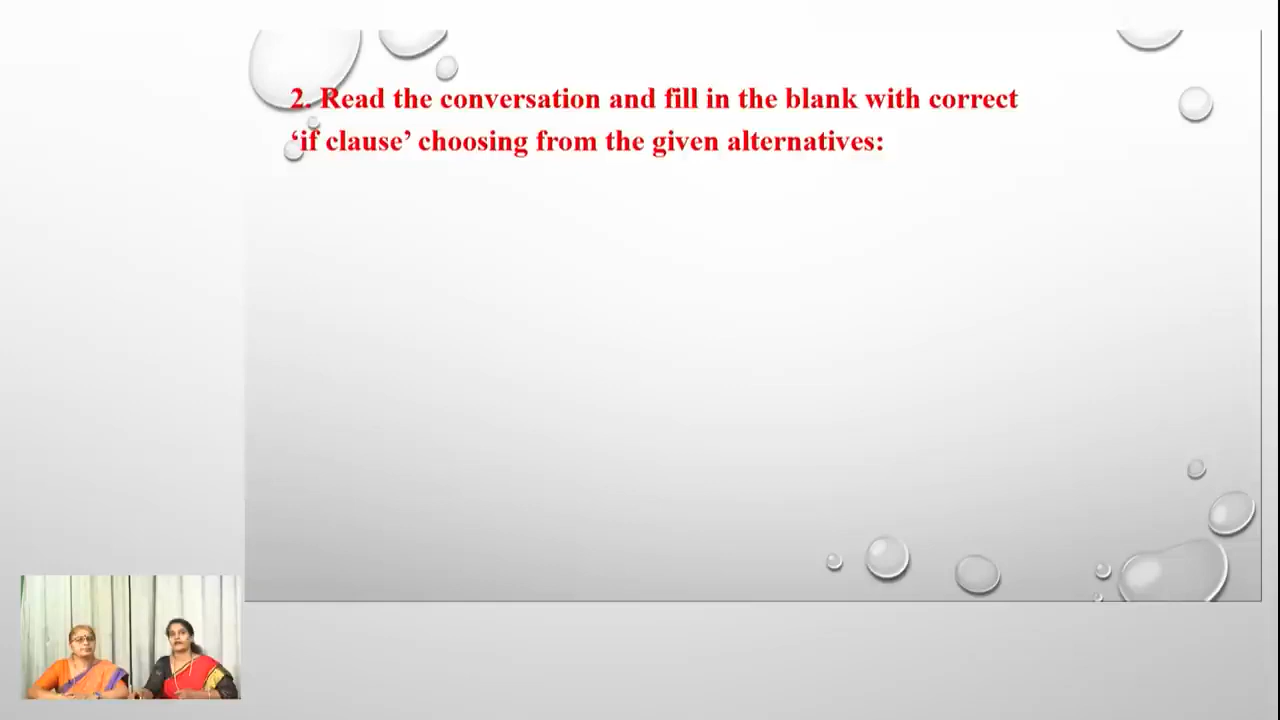 2. Read the conversation and fill in the blank with correct
‘if clause’ choosing from the given alternatives: